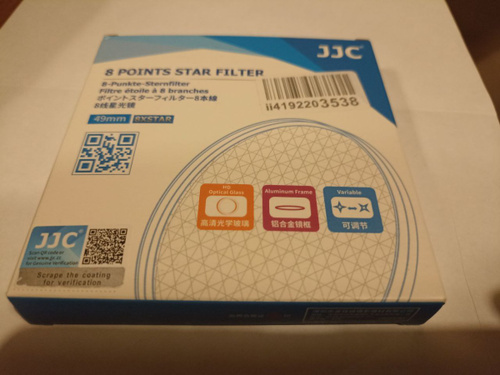 JJC
8 POINTS STAR FILTER
8-Punkte-Sternfilter
Filtre étoile à 8 branches
ポイントスターフィルター8本線
8线星光镜
49mm 8XSTAR
ii4192203538
HD
Optical Glass
高清光学玻璃
Aluminum Frame
铝合金镜框
Variable
可调节
JJC
for Genuine Verification
Scrape the coating
for verification